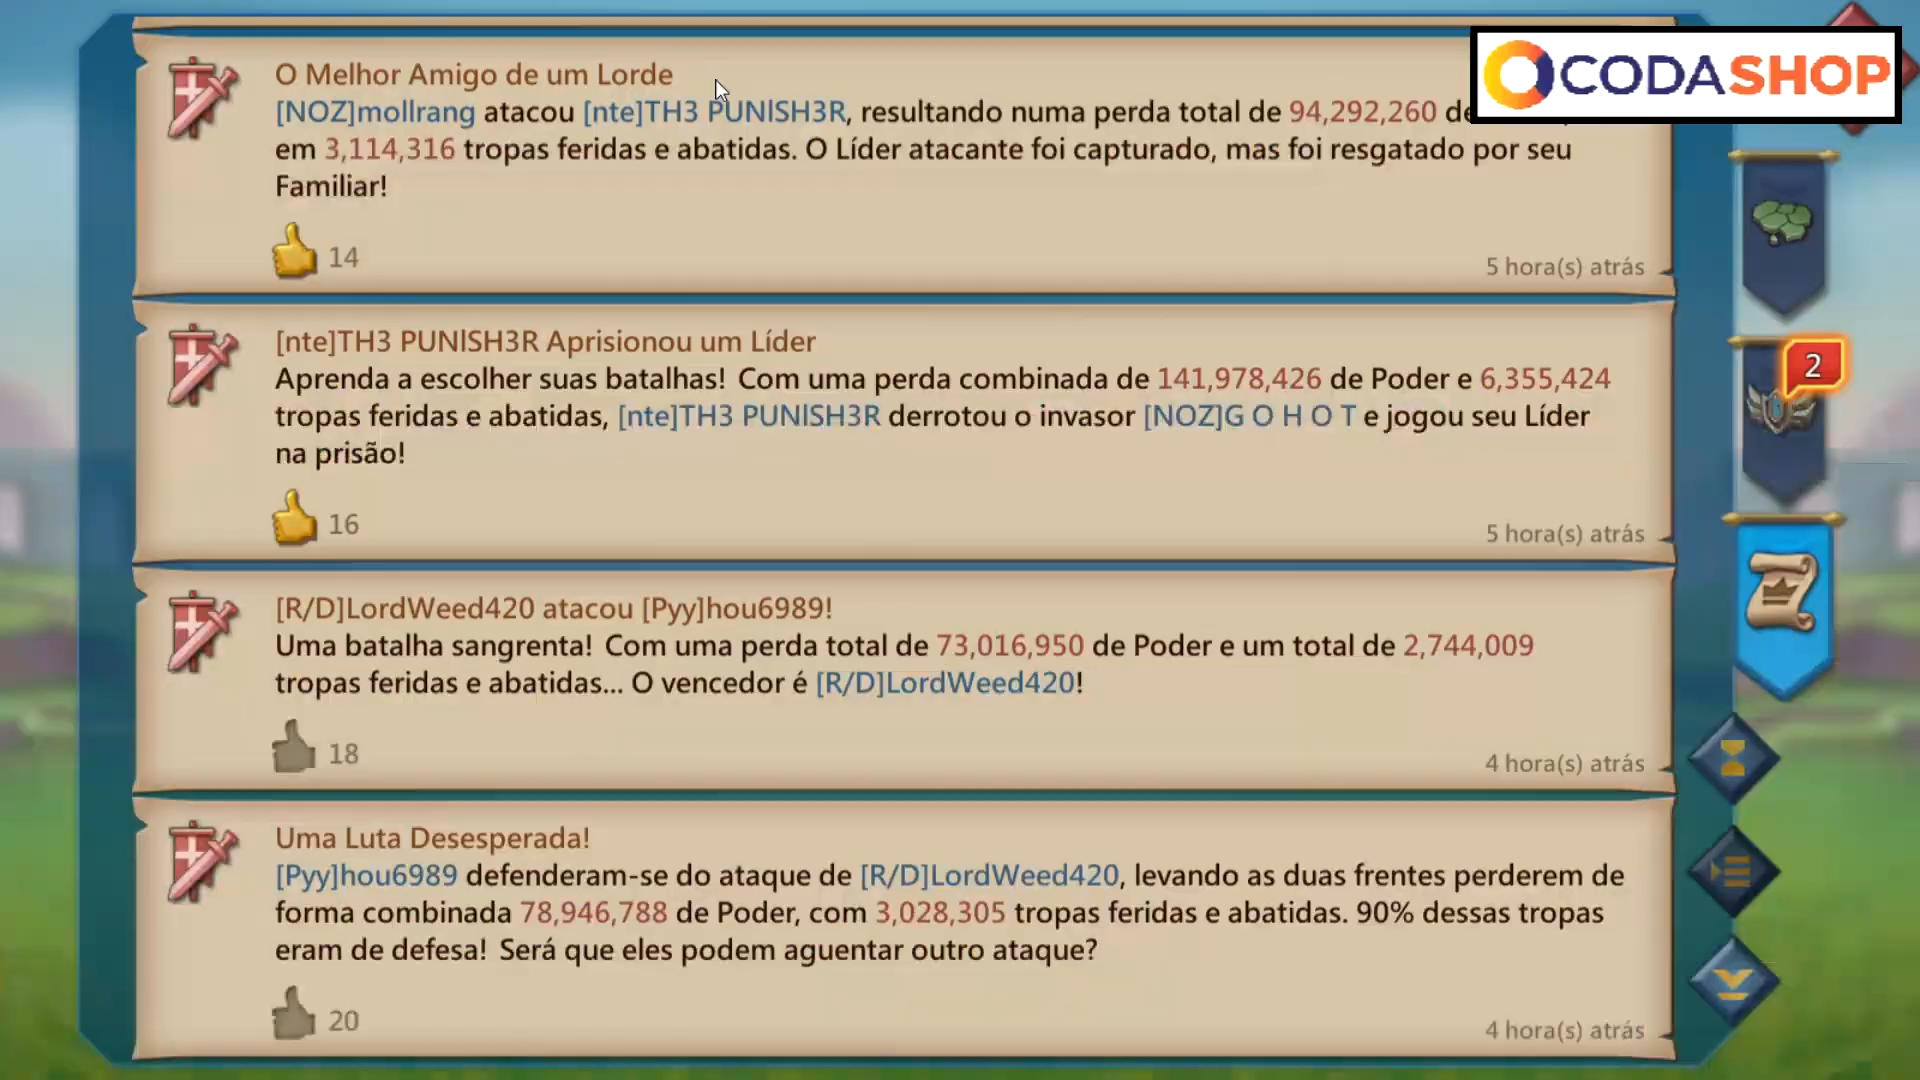 O Melhor Amigo de um Lorde
CODASHOP
[NOZ]mollrang atacou [nte]TH3 PUNlSH3R, resultando numa perda total de 94,292,260 de
em 3,114,316 tropas feridas e abatidas. O Líder atacante foi capturado, mas foi resgatado por seu
Familiar!
14
5 hora(s) atrás
[nte]TH3 PUNlSH3R Aprisionou um Líder
Aprenda a escolher suas batalhas! Com uma perda combinada de 141,978,426 de Poder e 6,355,424
tropas feridas e abatidas, [nte]TH3 PUNlSH3R derrotou o invasor [NOZ]G O H O T e jogou seu Líder
na prisão!
16
5 hora(s) atrás
2
[R/D]LordWeed420 atacou [Pyy]hou6989!
Uma batalha sangrenta! Com uma perda total de 73,016,950 de Poder e um total de 2,744,009
tropas feridas e abatidas... O vencedor é [R/D]LordWeed420!
18
4 hora(s) atrás
Uma Luta Desesperada!
[Pyy]hou6989 defenderam-se do ataque de [R/D]LordWeed420, levando as duas frentes perderem de
forma combinada 78,946,788 de Poder, com 3,028,305 tropas feridas e abatidas. 90% dessas tropas
eram de defesa! Será que eles podem aguentar outro ataque?
20
4 hora(s) atrás